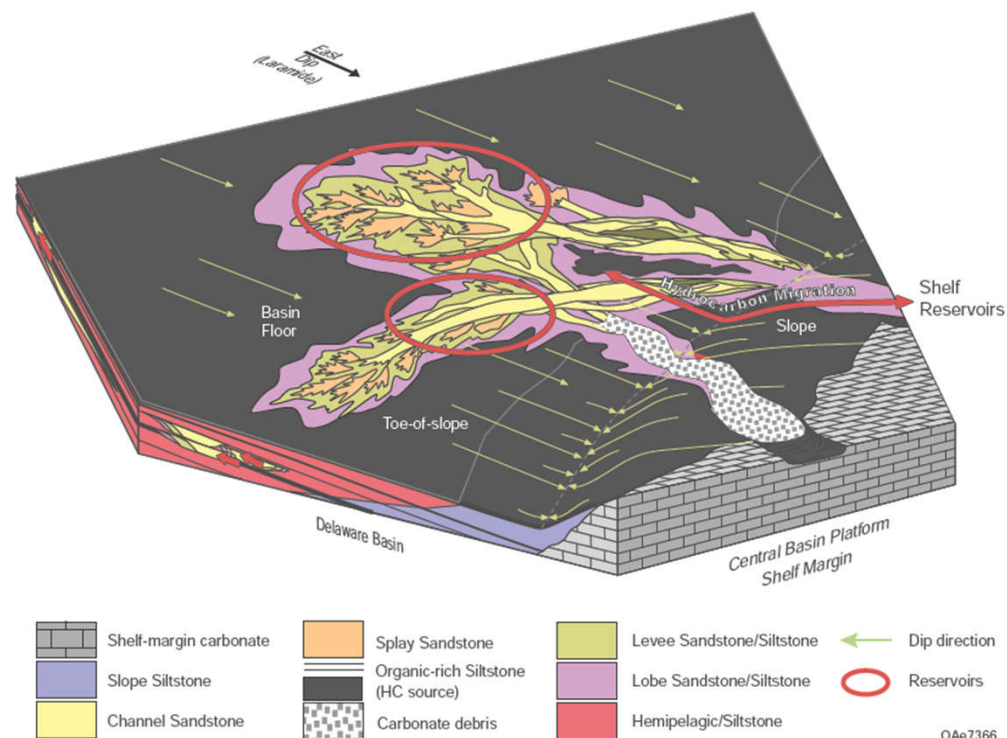 East
Dip
(Laramide)
Hydrocarbon Migration
Shelf
Reservoirs
Slope
Basin
Floor
Toe-of-slope
Delaware Basin
Central Basin Platform
Shelf Margin
Shelf-margin carbonate
Slope Siltstone
Channel Sandstone
Splay Sandstone
Organic-rich Siltstone
(HC source)
Carbonate debris
Levee Sandstone/Siltstone
Lobe Sandstone/Siltstone
Hemipelagic/Siltstone
Dip direction
Reservoirs
QAe7366